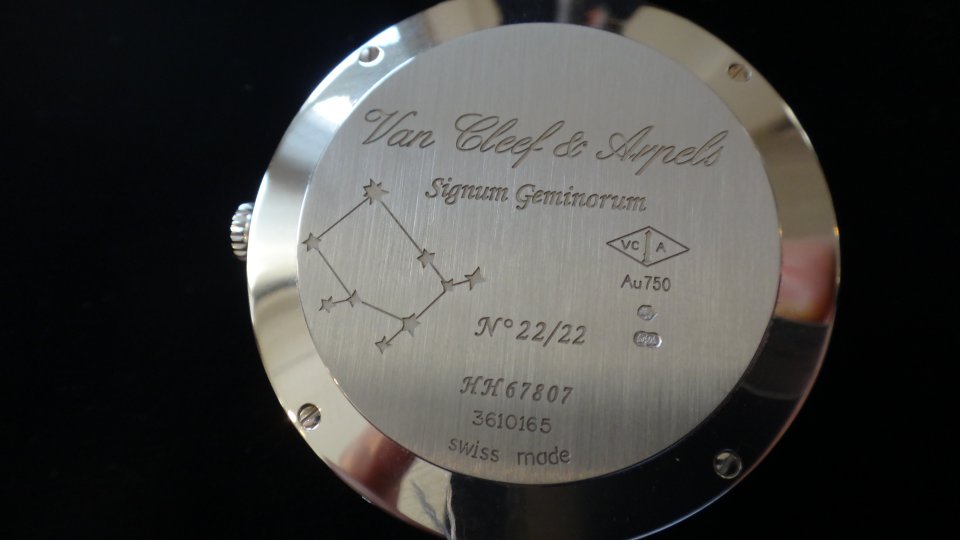 Van Cleef & Arpels
Signum Geminorum
VC A
Au750
N° 22/22
HH67807
3610165
swiss made